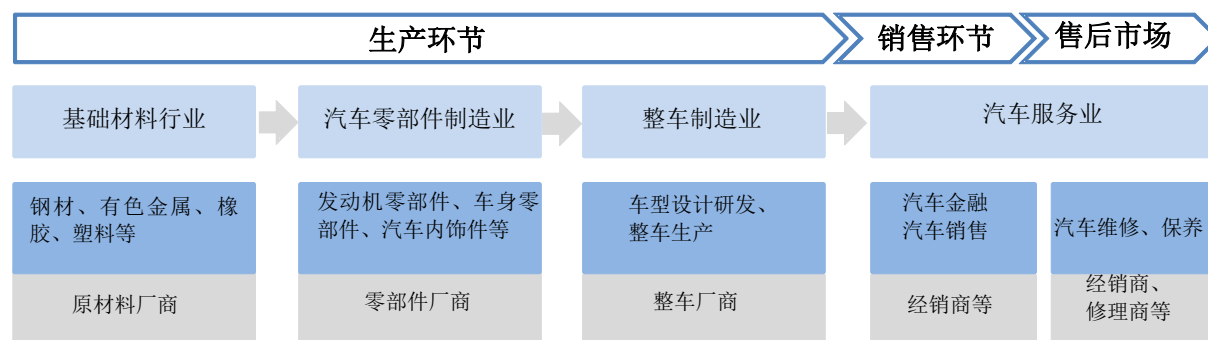 生产环节
销售环节
售后市场
基础材料行业
汽车零部件制造业
整车制造业
汽车服务业
钢材、有色金属、橡
胶、塑料等
发动机零部件、车身零
部件、汽车内饰件等
车型设计研发、
整车生产
汽车金融
汽车销售
汽车维修、保养
原材料厂商
零部件厂商
整车厂商
经销商等
经销商、
修理商等